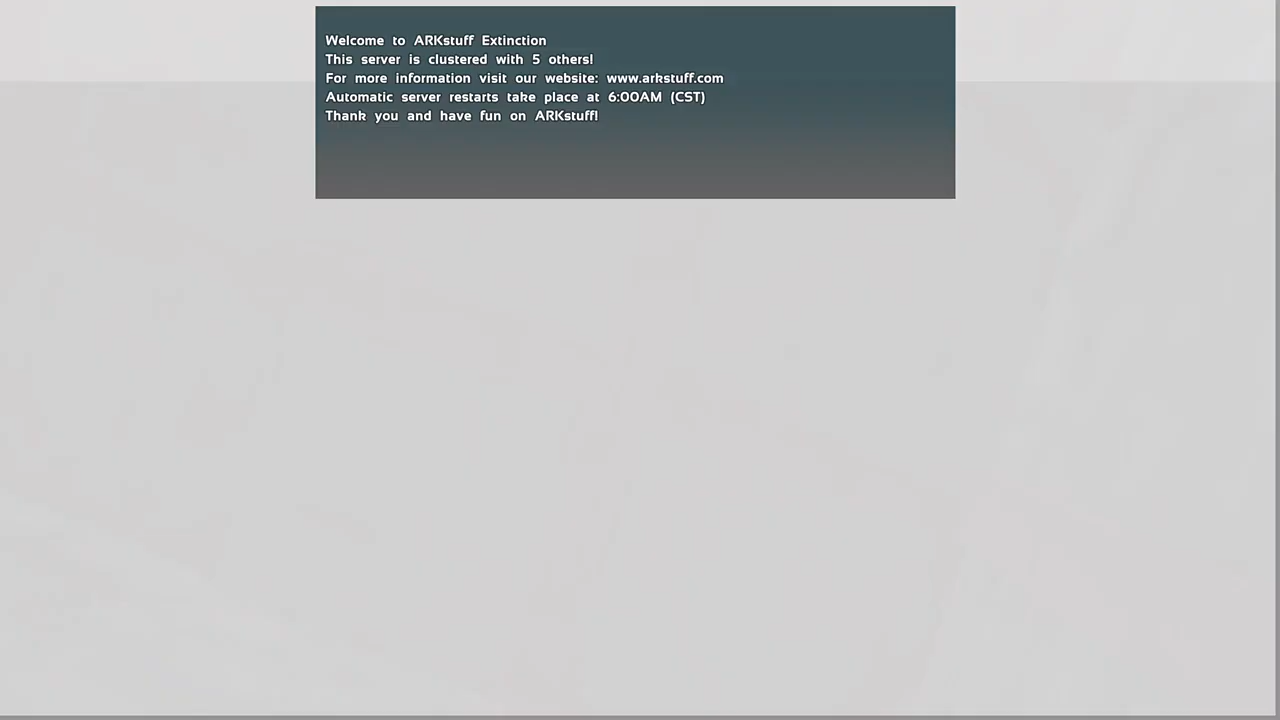 Welcome to ARKstuff Extinction
This server is clustered with 5 others!
For more information visit our website: www.arkstuff.com
Automatic server restarts take place at 6:00AM (CST)
Thank you and have fun on ARKstuff!